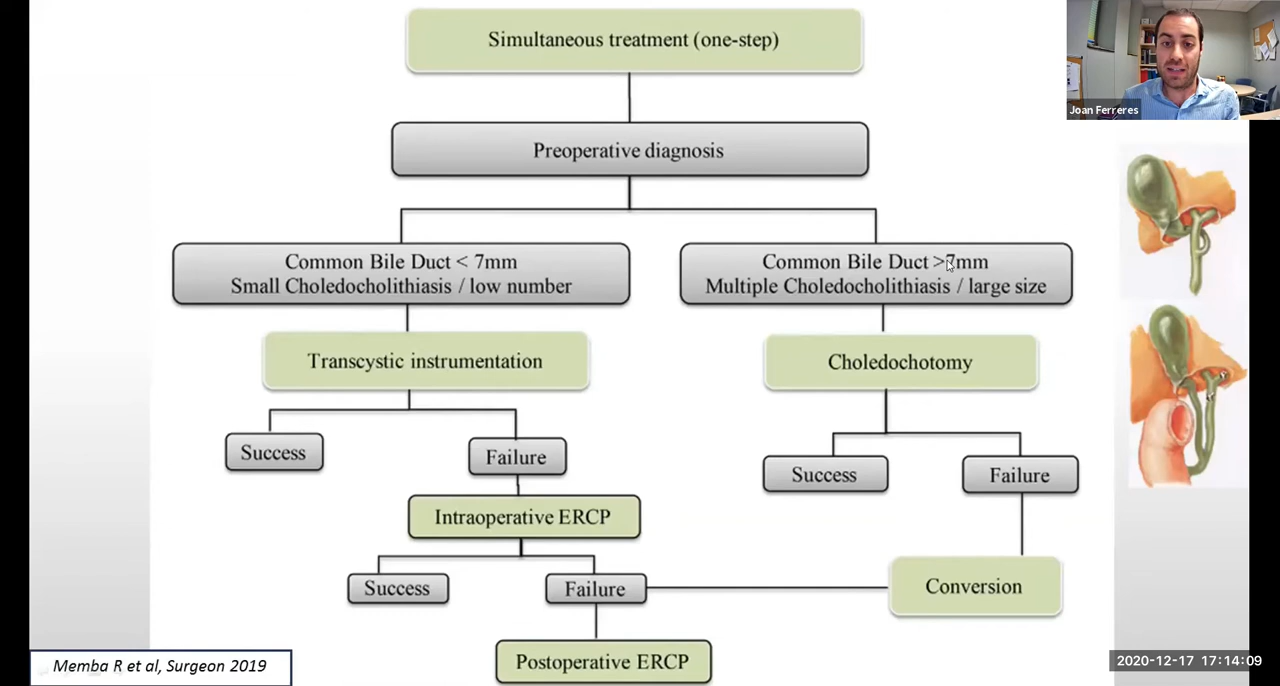 Simultaneous treatment (one-step)
Joan Ferreres
Preoperative diagnosis
Common Bile Duct < 7mm
Small Choledocholithiasis / low number
Common Bile Duct >7mm
Multiple Choledocholithiasis / large size
Transcystic instrumentation
Choledochotomy
Success
Failure
Success
Failure
Intraoperative ERCP
Success
Failure
Conversion
Postoperative ERCP
Memba R et al, Surgeon 2019
2020-12-17 17:14:09